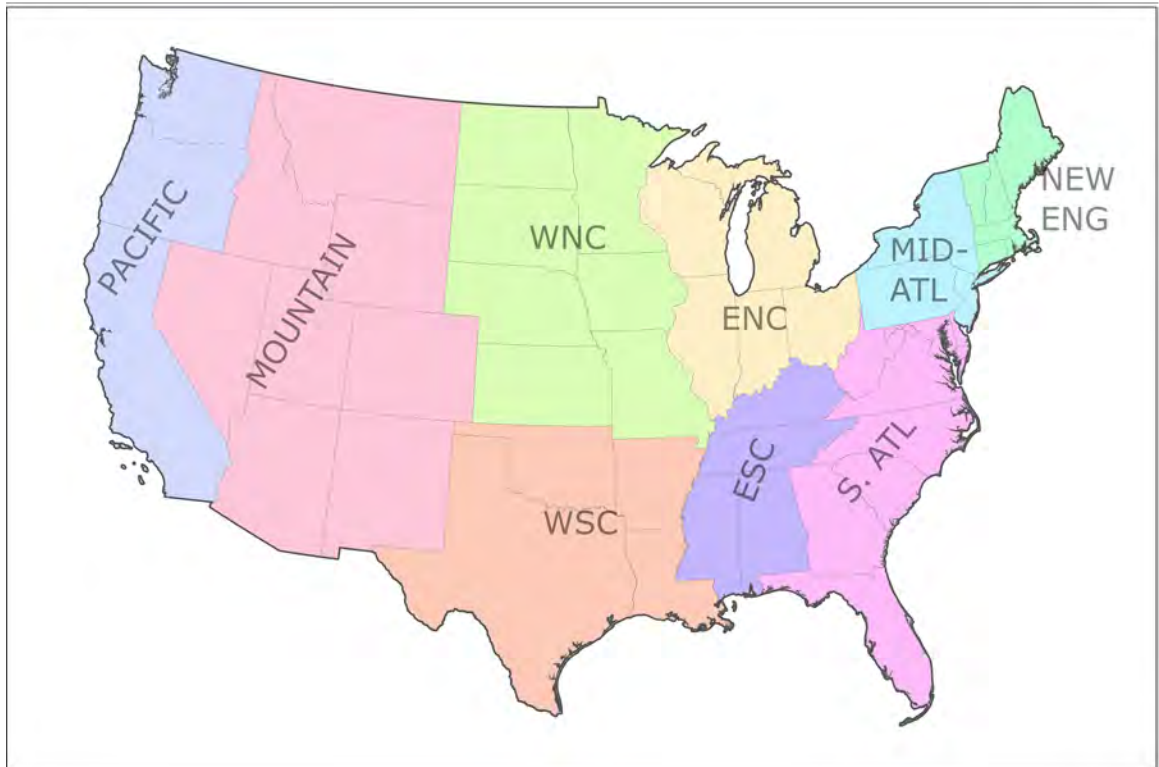 PACIFIC
MOUNTAIN
WNC
ENC
MID-
ATL
NEW
ENG
WSC
ESC
S. ATL